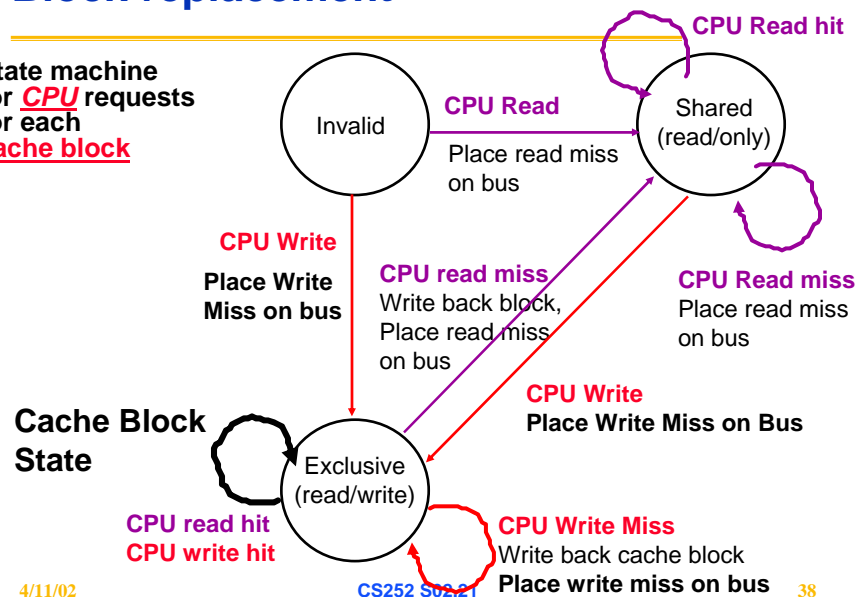 Block replacement
CPU Read hit
tate machine
or CPU requests
or each
ache block
Invalid
CPU Read
Place read miss
on bus
Shared
(read/only)
CPU Write
Place Write
Miss on bus
CPU read miss
Write back block,
Place read miss
on bus
CPU Read miss
Place read miss
on bus
CPU Write
Place Write Miss on Bus
Cache Block
State
Exclusive
(read/write)
CPU read hit
CPU write hit
CPU Write Miss
Write back cache block
Place write miss on bus
4/11/02
CS252 S02.21
38